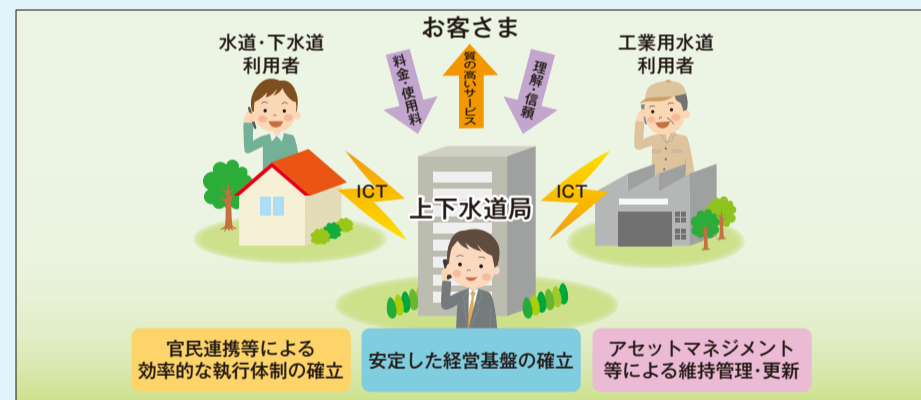 お客さま
水道・下水道
利用者
工業用水道
利用者
料金・使用料
質の高いサービス
理解・信頼
ICT
ICT
上下水道局
官民連携等による
効率的な執行体制の確立
安定した経営基盤の確立
アセットマネジメント
等による維持管理・更新